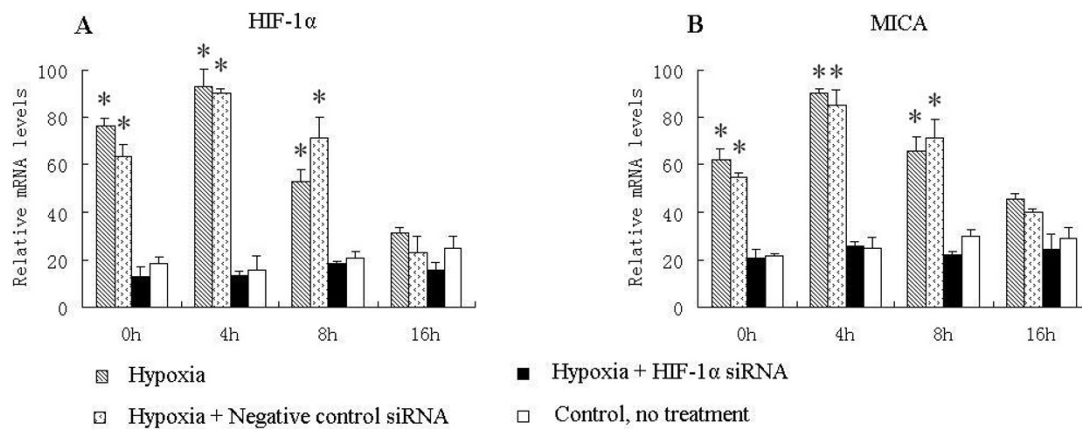 A HIF-1α
* * * * * *
Relative mRNA levels
100
80
60
40
20
0
0h 4h 8h 16h
B MICA
* * * * * *
Relative mRNA levels
100
80
60
40
20
0
0h 4h 8h 16h
Hypoxia
Hypoxia + HIF-1α siRNA
Hypoxia + Negative control siRNA
Control, no treatment